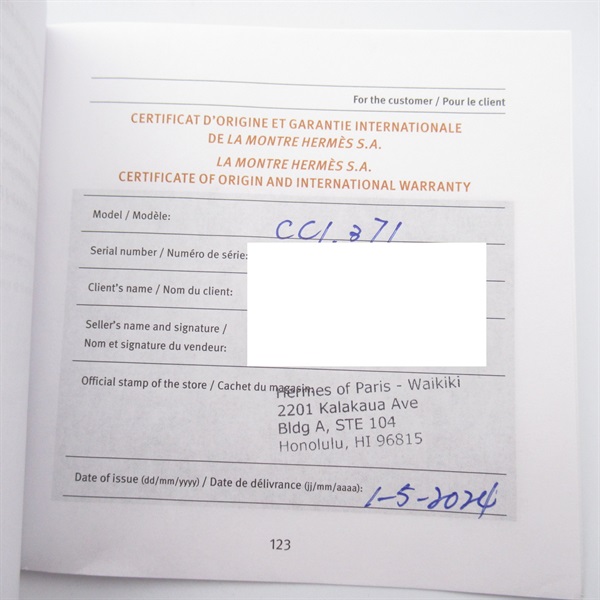 For the customer / Pour le client
CERTIFICAT D'ORIGINE ET GARANTIE INTERNATIONALE
DE LA MONTRE HERMÈS S.A.
LA MONTRE HERMÈS S.A.
CERTIFICATE OF ORIGIN AND INTERNATIONAL WARRANTY
Model / Modèle: CC1.371
Serial number / Numéro de série:
Client's name / Nom du client:
Seller's name and signature /
Nom et signature du vendeur:
Official stamp of the store / Cachet du magasin:
Hermes of Paris - Waikiki
2201 Kalakaua Ave
Bldg A, STE 104
Honolulu, HI 96815
Date of issue (dd/mm/yyyy) / Date de délivrance (jj/mm/aaaa): 1-5-2024
123